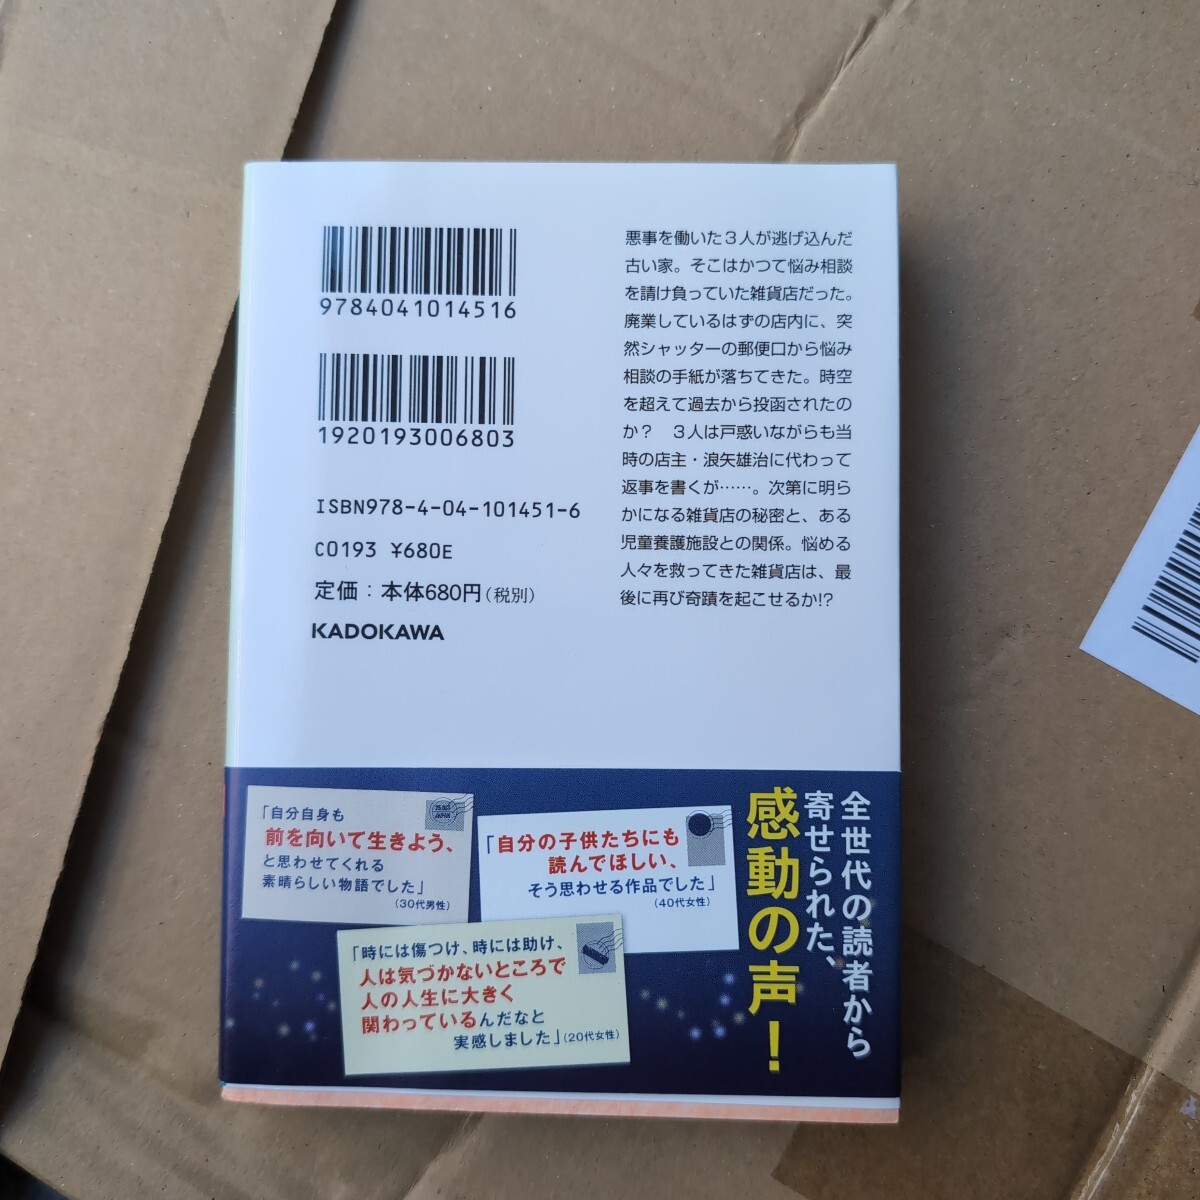 9784041014516
1920193006803
ISBN978-4-04-101451-6
C0193 ¥680E
定価：本体680円（税別）
KADOKAWA
悪事を働いた３人が逃げ込んだ
古い家。そこはかつて悩み相談
を請け負っていた雑貨店だった。
廃業しているはずの店内に、突
然シャッターの郵便口から悩み
相談の手紙が落ちてきた。時空
を超えて過去から投函されたの
か？　３人は戸惑いながらも当
時の店主・浪矢雄治に代わって
返事を書くが……。次第に明ら
かになる雑貨店の秘密と、ある
児童養護施設との関係。悩める
人々を救ってきた雑貨店は、最
後に再び奇蹟を起こせるか!?
全世代の読者から
寄せられた、
感動の声！
「自分自身も
前を向いて生きよう、
と思わせてくれる
素晴らしい物語でした」
（30代男性）
「自分の子供たちにも
読んでほしい、
そう思わせる作品でした」
（40代女性）
「時には傷つけ、時には助け、
人は気づかないところで
人の人生に大きく
関わっているんだなと
実感しました」（20代女性）